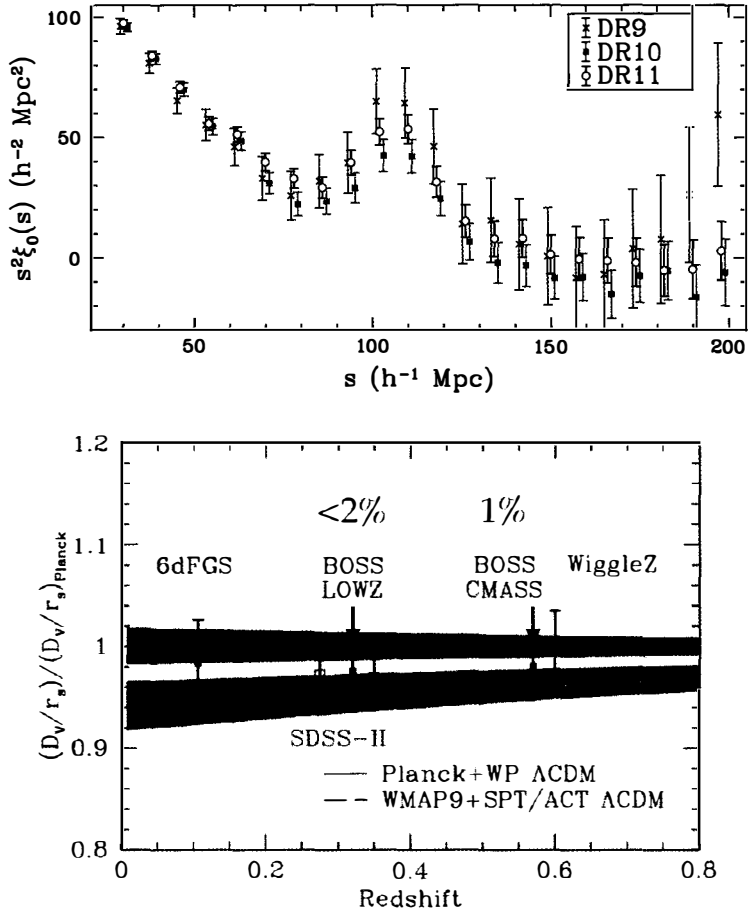 100
50
0
s²ξ₀(s) (h⁻² Mpc²)
DR9
DR10
DR11
50
100
150
200
s (h⁻¹ Mpc)
1.2
1.1
1
0.9
0.8
(D_V/r_s)/(D_V/r_s)_Planck
<2%
1%
6dFGS
BOSS
LOWZ
BOSS
CMASS
WiggleZ
SDSS-II
Planck+WP ΛCDM
WMAP9+SPT/ACT ΛCDM
0
0.2
0.4
0.6
0.8
Redshift